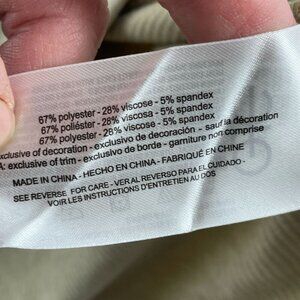 67% polyester - 28% viscose - 5% spandex
67% poliéster - 28% viscosa - 5% spandex
67% polyester - 28% viscose - 5% spandex
exclusive of decoration - exclusivo de decoración - sauf la décoration
A: exclusive of trim - exclusivo de borde - garniture non comprise
MADE IN CHINA - HECHO EN CHINA - FABRIQUÉ EN CHINE
SEE REVERSE FOR CARE - VER AL REVERSO PARA EL CUIDADO -
VOIR LES INSTRUCTIONS D'ENTRETIEN AU DOS